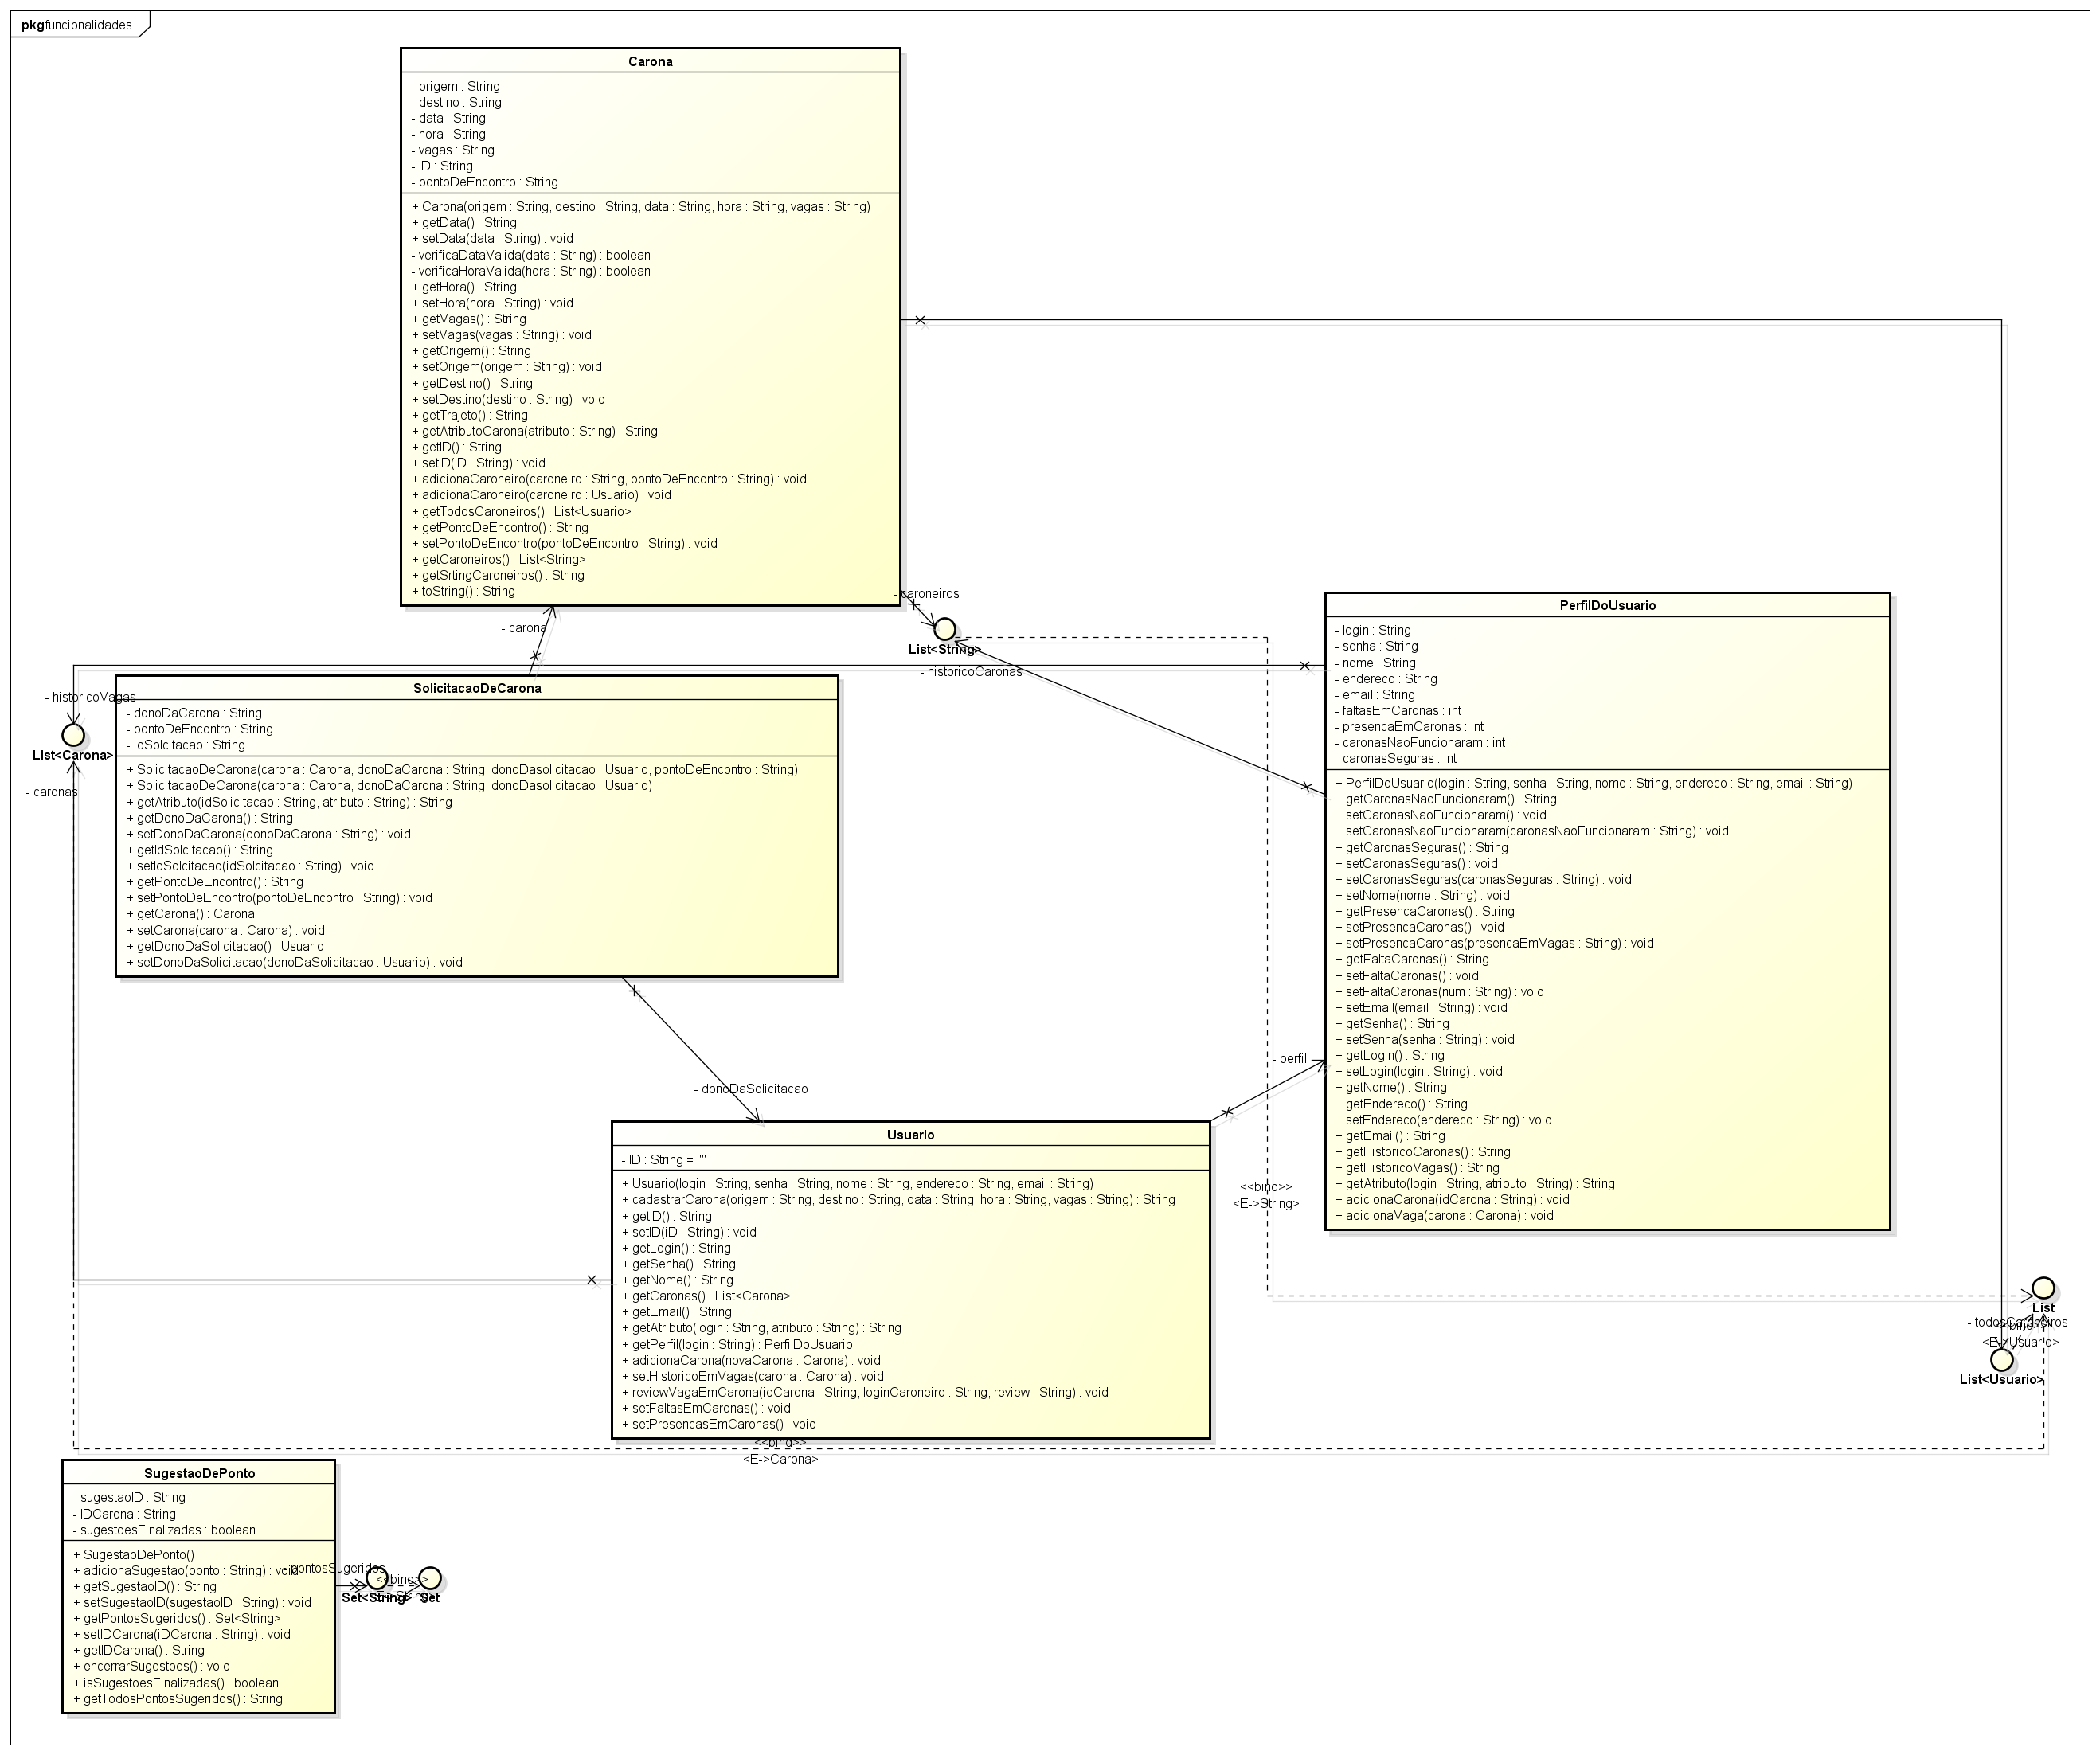 pkg funcionalidades
Carona
- origem : String
- destino : String
- data : String
- hora : String
- vagas : String
- ID : String
- pontoDeEncontro : String
+ Carona(origem : String, destino : String, data : String, hora : String, vagas : String)
+ getData() : String
+ setData(data : String) : void
- verificaDataValida(data : String) : boolean
- verificaHoraValida(hora : String) : boolean
+ getHora() : String
+ setHora(hora : String) : void
+ getVagas() : String
+ setVagas(vagas : String) : void
+ getOrigem() : String
+ setOrigem(origem : String) : void
+ getDestino() : String
+ setDestino(destino : String) : void
+ getTrajeto() : String
+ getAtributoCarona(atributo : String) : String
+ getID() : String
+ setID(ID : String) : void
+ adicionaCaroneiro(caroneiro : String, pontoDeEncontro : String) : void
+ adicionaCaroneiro(caroneiro : Usuario) : void
+ getTodosCaroneiros() : List<Usuario>
+ getPontoDeEncontro() : String
+ setPontoDeEncontro(pontoDeEncontro : String) : void
+ getCaroneiros() : List<String>
+ getSrtingCaroneiros() : String
+ toString() : String
- caroneiros
List<String>
- historicoCaronas
- carona
- historicoVagas
List<Carona>
- caronas
SolicitacaoDeCarona
- donoDaCarona : String
- pontoDeEncontro : String
- idSolcitacao : String
+ SolicitacaoDeCarona(carona : Carona, donoDaCarona : String, donoDasolicitacao : Usuario, pontoDeEncontro : String)
+ SolicitacaoDeCarona(carona : Carona, donoDaCarona : String, donoDasolicitacao : Usuario)
+ getAtributo(idSolicitacao : String, atributo : String) : String
+ getDonoDaCarona() : String
+ setDonoDaCarona(donoDaCarona : String) : void
+ getIdSolcitacao() : String
+ setIdSolcitacao(idSolcitacao : String) : void
+ getPontoDeEncontro() : String
+ setPontoDeEncontro(pontoDeEncontro : String) : void
+ getCarona() : Carona
+ setCarona(carona : Carona) : void
+ getDonoDaSolicitacao() : Usuario
+ setDonoDaSolicitacao(donoDaSolicitacao : Usuario) : void
- donoDaSolicitacao
PerfilDoUsuario
- login : String
- senha : String
- nome : String
- endereco : String
- email : String
- faltasEmCaronas : int
- presencaEmCaronas : int
- caronasNaoFuncionaram : int
- caronasSeguras : int
+ PerfilDoUsuario(login : String, senha : String, nome : String, endereco : String, email : String)
+ getCaronasNaoFuncionaram() : String
+ setCaronasNaoFuncionaram() : void
+ setCaronasNaoFuncionaram(caronasNaoFuncionaram : String) : void
+ getCaronasSeguras() : String
+ setCaronasSeguras() : void
+ setCaronasSeguras(caronasSeguras : String) : void
+ setNome(nome : String) : void
+ getPresencaCaronas() : String
+ setPresencaCaronas() : void
+ setPresencaCaronas(presencaEmVagas : String) : void
+ getFaltaCaronas() : String
+ setFaltaCaronas() : void
+ setFaltaCaronas(num : String) : void
+ setEmail(email : String) : void
+ getSenha() : String
+ setSenha(senha : String) : void
+ getLogin() : String
+ setLogin(login : String) : void
+ getNome() : String
+ getEndereco() : String
+ setEndereco(endereco : String) : void
+ getEmail() : String
+ getHistoricoCaronas() : String
+ getHistoricoVagas() : String
+ getAtributo(login : String, atributo : String) : String
+ adicionaCarona(idCarona : String) : void
+ adicionaVaga(carona : Carona) : void
- perfil
<<bind>>
<E->String>
Usuario
- ID : String = ""
+ Usuario(login : String, senha : String, nome : String, endereco : String, email : String)
+ cadastrarCarona(origem : String, destino : String, data : String, hora : String, vagas : String) : String
+ getID() : String
+ setID(iD : String) : void
+ getLogin() : String
+ getSenha() : String
+ getNome() : String
+ getCaronas() : List<Carona>
+ getEmail() : String
+ getAtributo(login : String, atributo : String) : String
+ getPerfil(login : String) : PerfilDoUsuario
+ adicionaCarona(novaCarona : Carona) : void
+ setHistoricoEmVagas(carona : Carona) : void
+ reviewVagaEmCarona(idCarona : String, loginCaroneiro : String, review : String) : void
+ setFaltasEmCaronas() : void
+ setPresencasEmCaronas() : void
<<bind>>
<E->Carona>
List
- todosCaroneiros
<<bind>>
<E->Usuario>
List<Usuario>
SugestaoDePonto
- sugestaoID : String
- IDCarona : String
- sugestoesFinalizadas : boolean
+ SugestaoDePonto()
+ adicionaSugestao(ponto : String) : void
+ getSugestaoID() : String
+ setSugestaoID(sugestaoID : String) : void
+ getPontosSugeridos() : Set<String>
+ setIDCarona(iDCarona : String) : void
+ getIDCarona() : String
+ encerrarSugestoes() : void
+ isSugestoesFinalizadas() : boolean
+ getTodosPontosSugeridos() : String
- pontosSugeridos
<<bind>>
<E->String>
Set<String>
Set